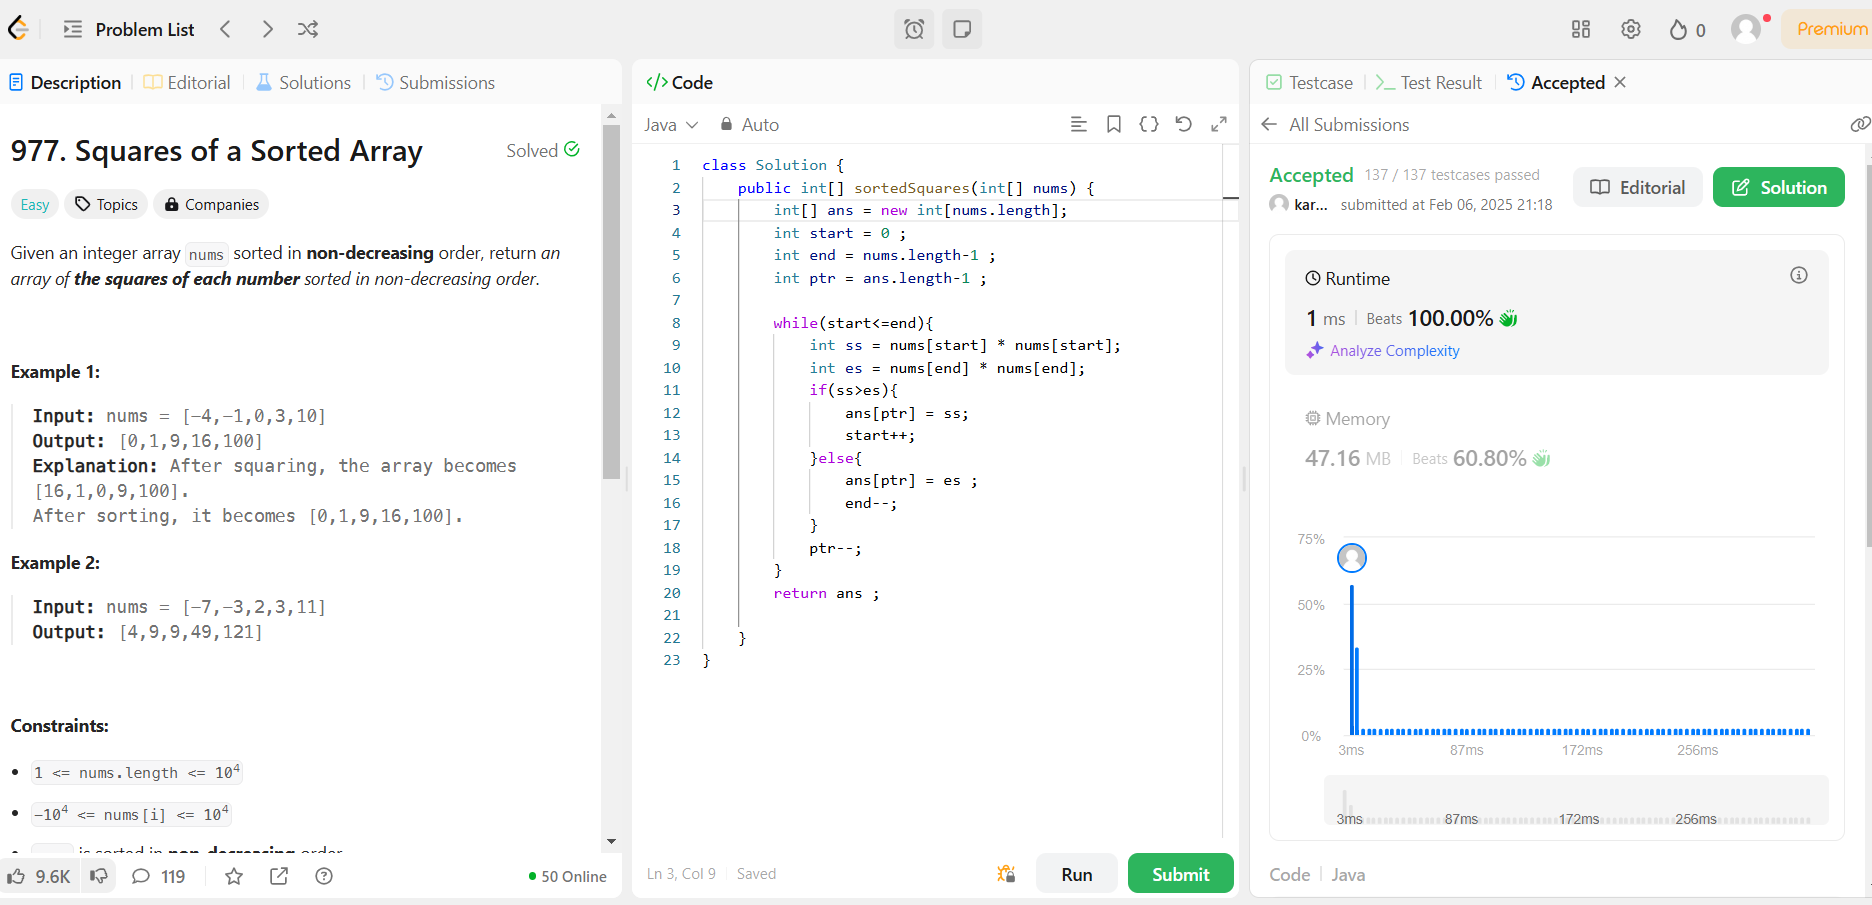 Problem List
0
Premium
Description
Editorial
Solutions
Submissions
977. Squares of a Sorted Array
Solved
Easy
Topics
Companies
Given an integer array nums sorted in non-decreasing order, return an
array of the squares of each number sorted in non-decreasing order.
Example 1:
Input: nums = [-4,-1,0,3,10]
Output: [0,1,9,16,100]
Explanation: After squaring, the array becomes
[16,1,0,9,100].
After sorting, it becomes [0,1,9,16,100].
Example 2:
Input: nums = [-7,-3,2,3,11]
Output: [4,9,9,49,121]
Constraints:
1 <= nums.length <= 10⁴
-10⁴ <= nums[i] <= 10⁴
is sorted in non-decreasing order
9.6K
119
50 Online
</> Code
Java
Auto
1 class Solution {
2 public int[] sortedSquares(int[] nums) {
3 int[] ans = new int[nums.length];
4 int start = 0 ;
5 int end = nums.length-1 ;
6 int ptr = ans.length-1 ;
7
8 while(start<=end){
9 int ss = nums[start] * nums[start];
10 int es = nums[end] * nums[end];
11 if(ss>es){
12 ans[ptr] = ss;
13 start++;
14 }else{
15 ans[ptr] = es ;
16 end--;
17 }
18 ptr--;
19 }
20 return ans ;
21
22 }
23 }
Ln 3, Col 9
Saved
Run
Submit
Testcase
Test Result
Accepted
All Submissions
Accepted 137 / 137 testcases passed
kar... submitted at Feb 06, 2025 21:18
Editorial
Solution
Runtime
1 ms Beats 100.00%
Analyze Complexity
Memory
47.16 MB Beats 60.80%
75%
50%
25%
0%
3ms 87ms 172ms 256ms
3ms 87ms 172ms 256ms
Code
Java